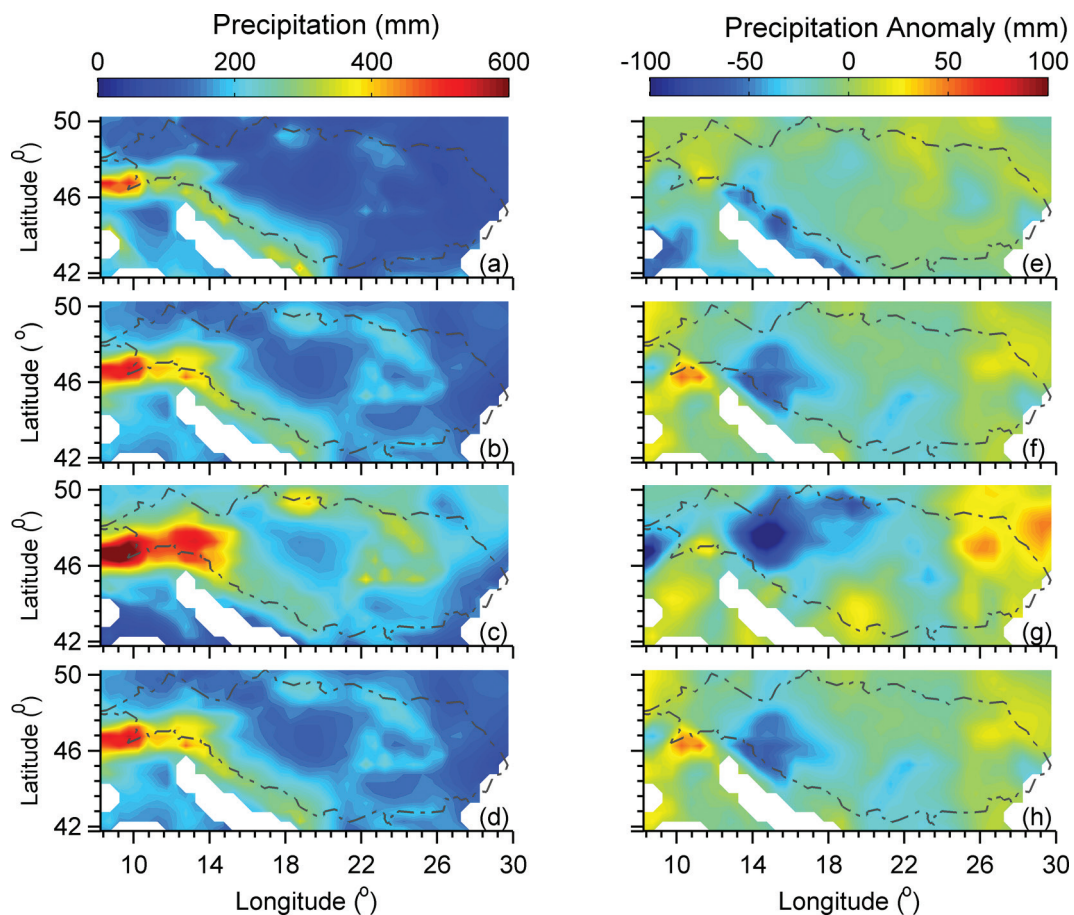 Precipitation (mm)
0 200 400 600
Precipitation Anomaly (mm)
-100 -50 0 50 100
50
46
42
Latitude (o)
(a)
(e)
50
46
42
Latitude ( o)
(b)
(f)
50
46
42
Latitude (o)
(c)
(g)
50
46
42
Latitude (o)
(d)
(h)
10 14 18 22 26 30
Longitude (o)
10 14 18 22 26 30
Longitude (o)